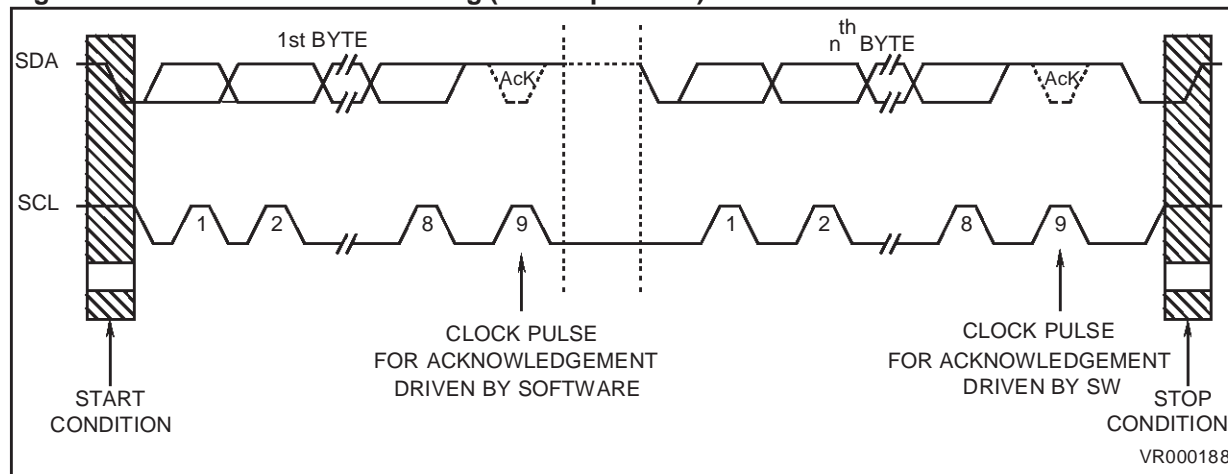 1st BYTE
nth BYTE
SDA
AcK
AcK
SCL
1
2
8
9
1
2
8
9
CLOCK PULSE
FOR ACKNOWLEDGEMENT
DRIVEN BY SOFTWARE
CLOCK PULSE
FOR ACKNOWLEDGEMENT
DRIVEN BY SW
START
CONDITION
STOP
CONDITION
VR000188